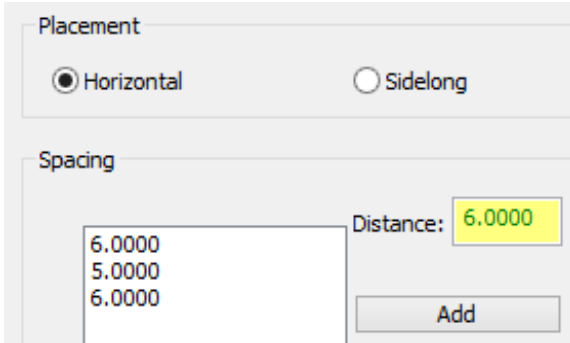 Placement
Horizontal Sidelong
Spacing
Distance: 6.0000
6.0000
5.0000
6.0000
Add